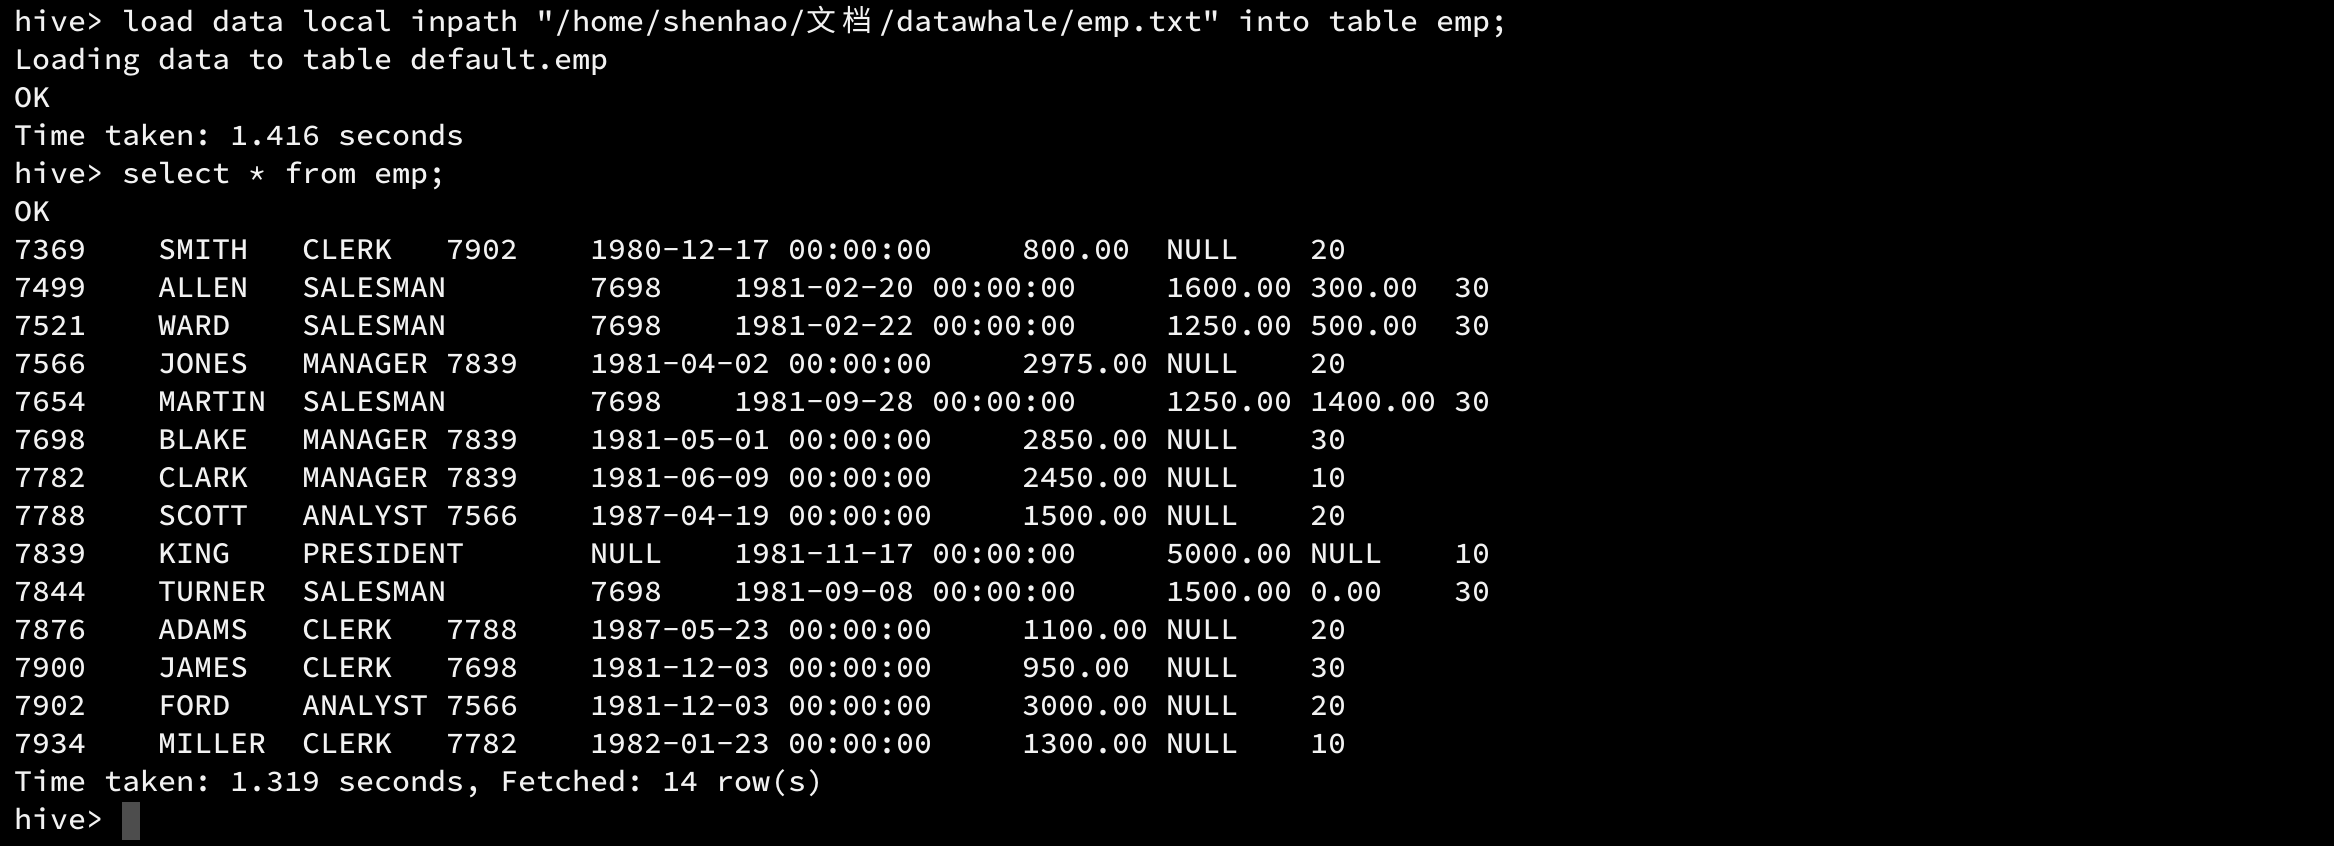 hive> load data local inpath "/home/shenhao/文档/datawhale/emp.txt" into table emp;
Loading data to table default.emp
OK
Time taken: 1.416 seconds
hive> select * from emp;
OK
7369	SMITH	CLERK	7902	1980-12-17 00:00:00	800.00	NULL	20
7499	ALLEN	SALESMAN	7698	1981-02-20 00:00:00	1600.00	300.00	30
7521	WARD	SALESMAN	7698	1981-02-22 00:00:00	1250.00	500.00	30
7566	JONES	MANAGER	7839	1981-04-02 00:00:00	2975.00	NULL	20
7654	MARTIN	SALESMAN	7698	1981-09-28 00:00:00	1250.00	1400.00	30
7698	BLAKE	MANAGER	7839	1981-05-01 00:00:00	2850.00	NULL	30
7782	CLARK	MANAGER	7839	1981-06-09 00:00:00	2450.00	NULL	10
7788	SCOTT	ANALYST	7566	1987-04-19 00:00:00	1500.00	NULL	20
7839	KING	PRESIDENT	NULL	1981-11-17 00:00:00	5000.00	NULL	10
7844	TURNER	SALESMAN	7698	1981-09-08 00:00:00	1500.00	0.00	30
7876	ADAMS	CLERK	7788	1987-05-23 00:00:00	1100.00	NULL	20
7900	JAMES	CLERK	7698	1981-12-03 00:00:00	950.00	NULL	30
7902	FORD	ANALYST	7566	1981-12-03 00:00:00	3000.00	NULL	20
7934	MILLER	CLERK	7782	1982-01-23 00:00:00	1300.00	NULL	10
Time taken: 1.319 seconds, Fetched: 14 row(s)
hive>